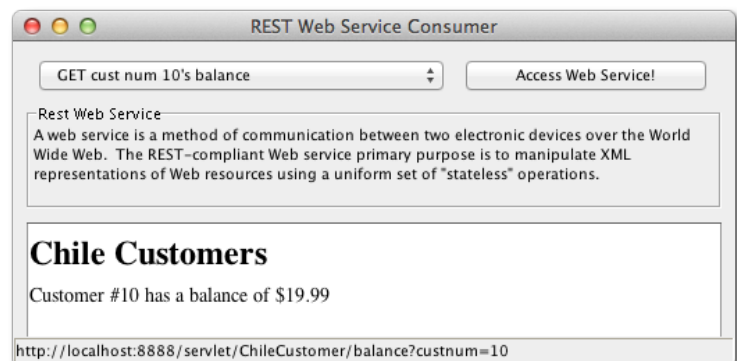 REST Web Service Consumer
GET cust num 10's balance
Access Web Service!
Rest Web Service
A web service is a method of communication between two electronic devices over the World
Wide Web. The REST-compliant Web service primary purpose is to manipulate XML
representations of Web resources using a uniform set of "stateless" operations.
Chile Customers
Customer #10 has a balance of $19.99
http://localhost:8888/servlet/ChileCustomer/balance?custnum=10